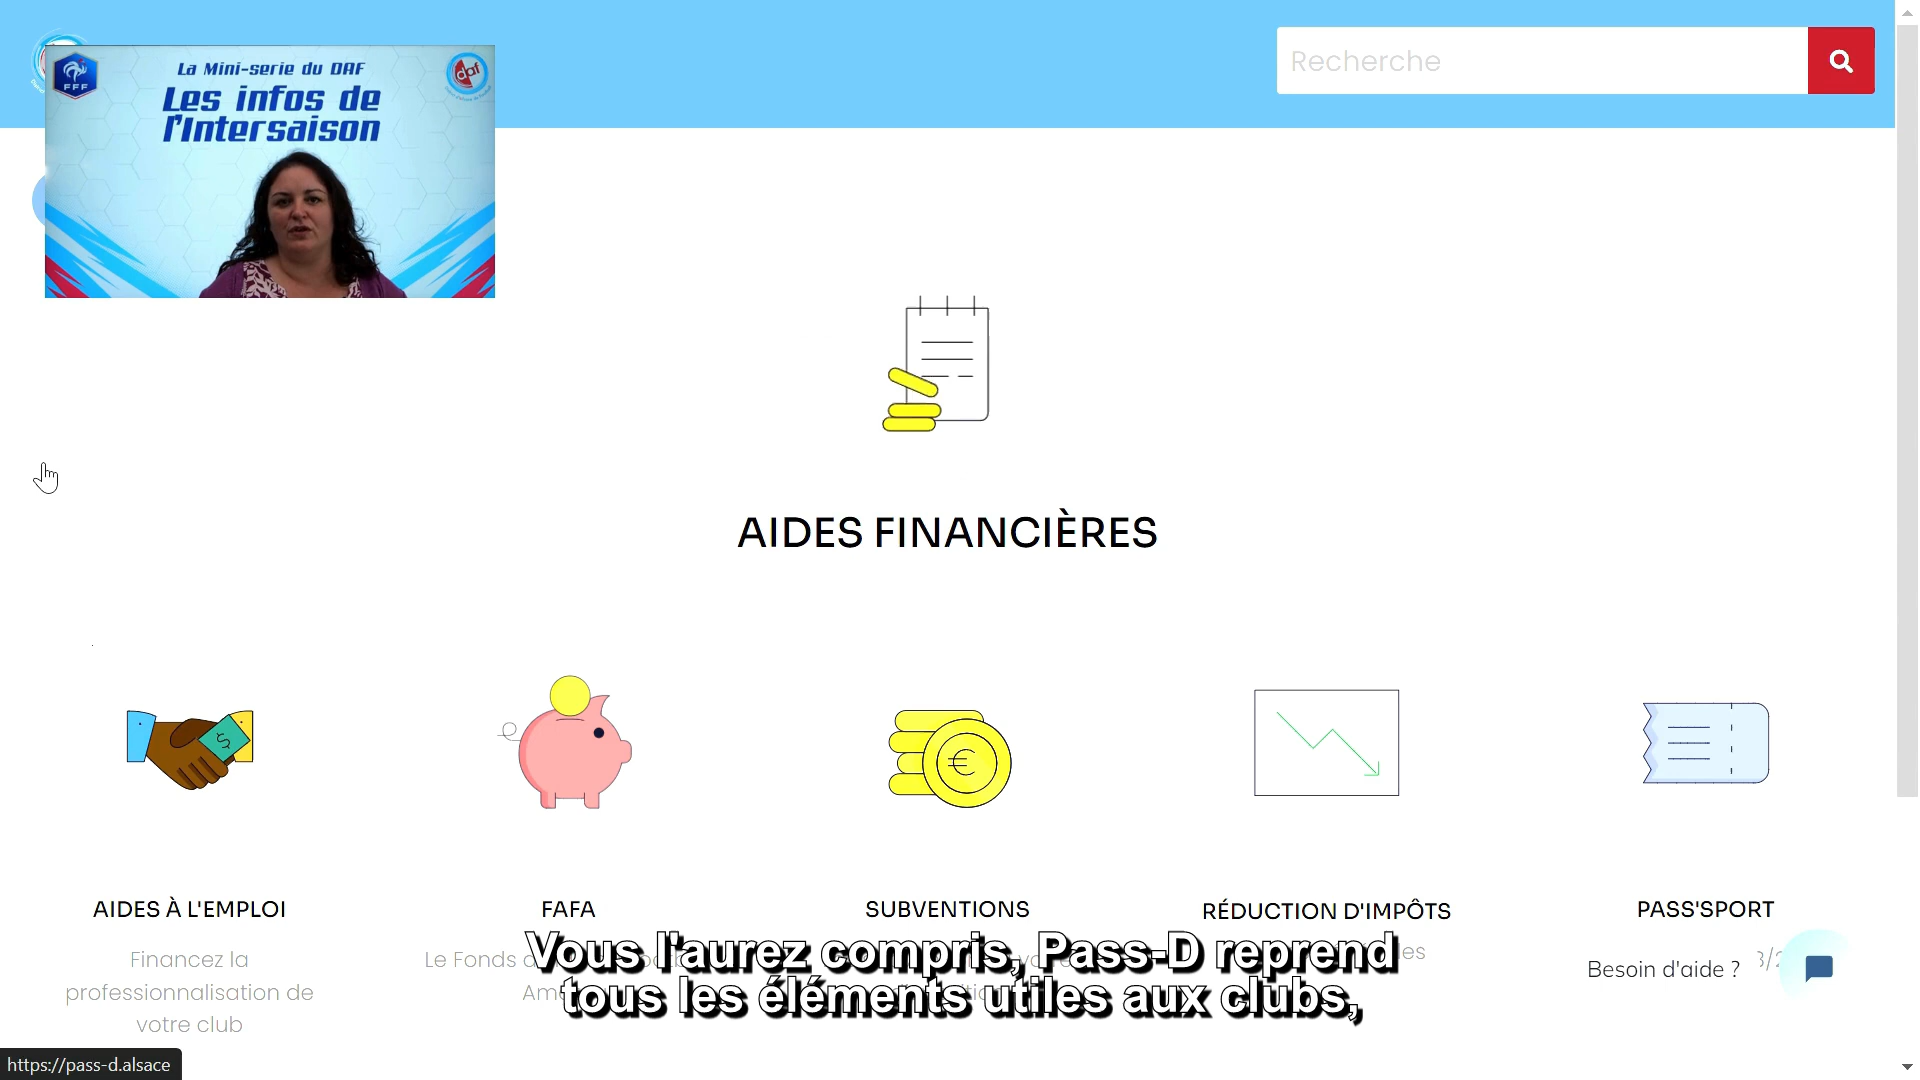 Recherche
FFF
La Mini-serie du DAF
Les infos de
l'Intersaison
daf
AIDES FINANCIÈRES
AIDES À L'EMPLOI
FAFA
SUBVENTIONS
RÉDUCTION D'IMPÔTS
PASS'SPORT
Financez la
professionnalisation de
votre club
Le Fonds
Besoin d'aide ?
Vous l'aurez compris, Pass-D reprend
tous les éléments utiles aux clubs,
https://pass-d.alsace